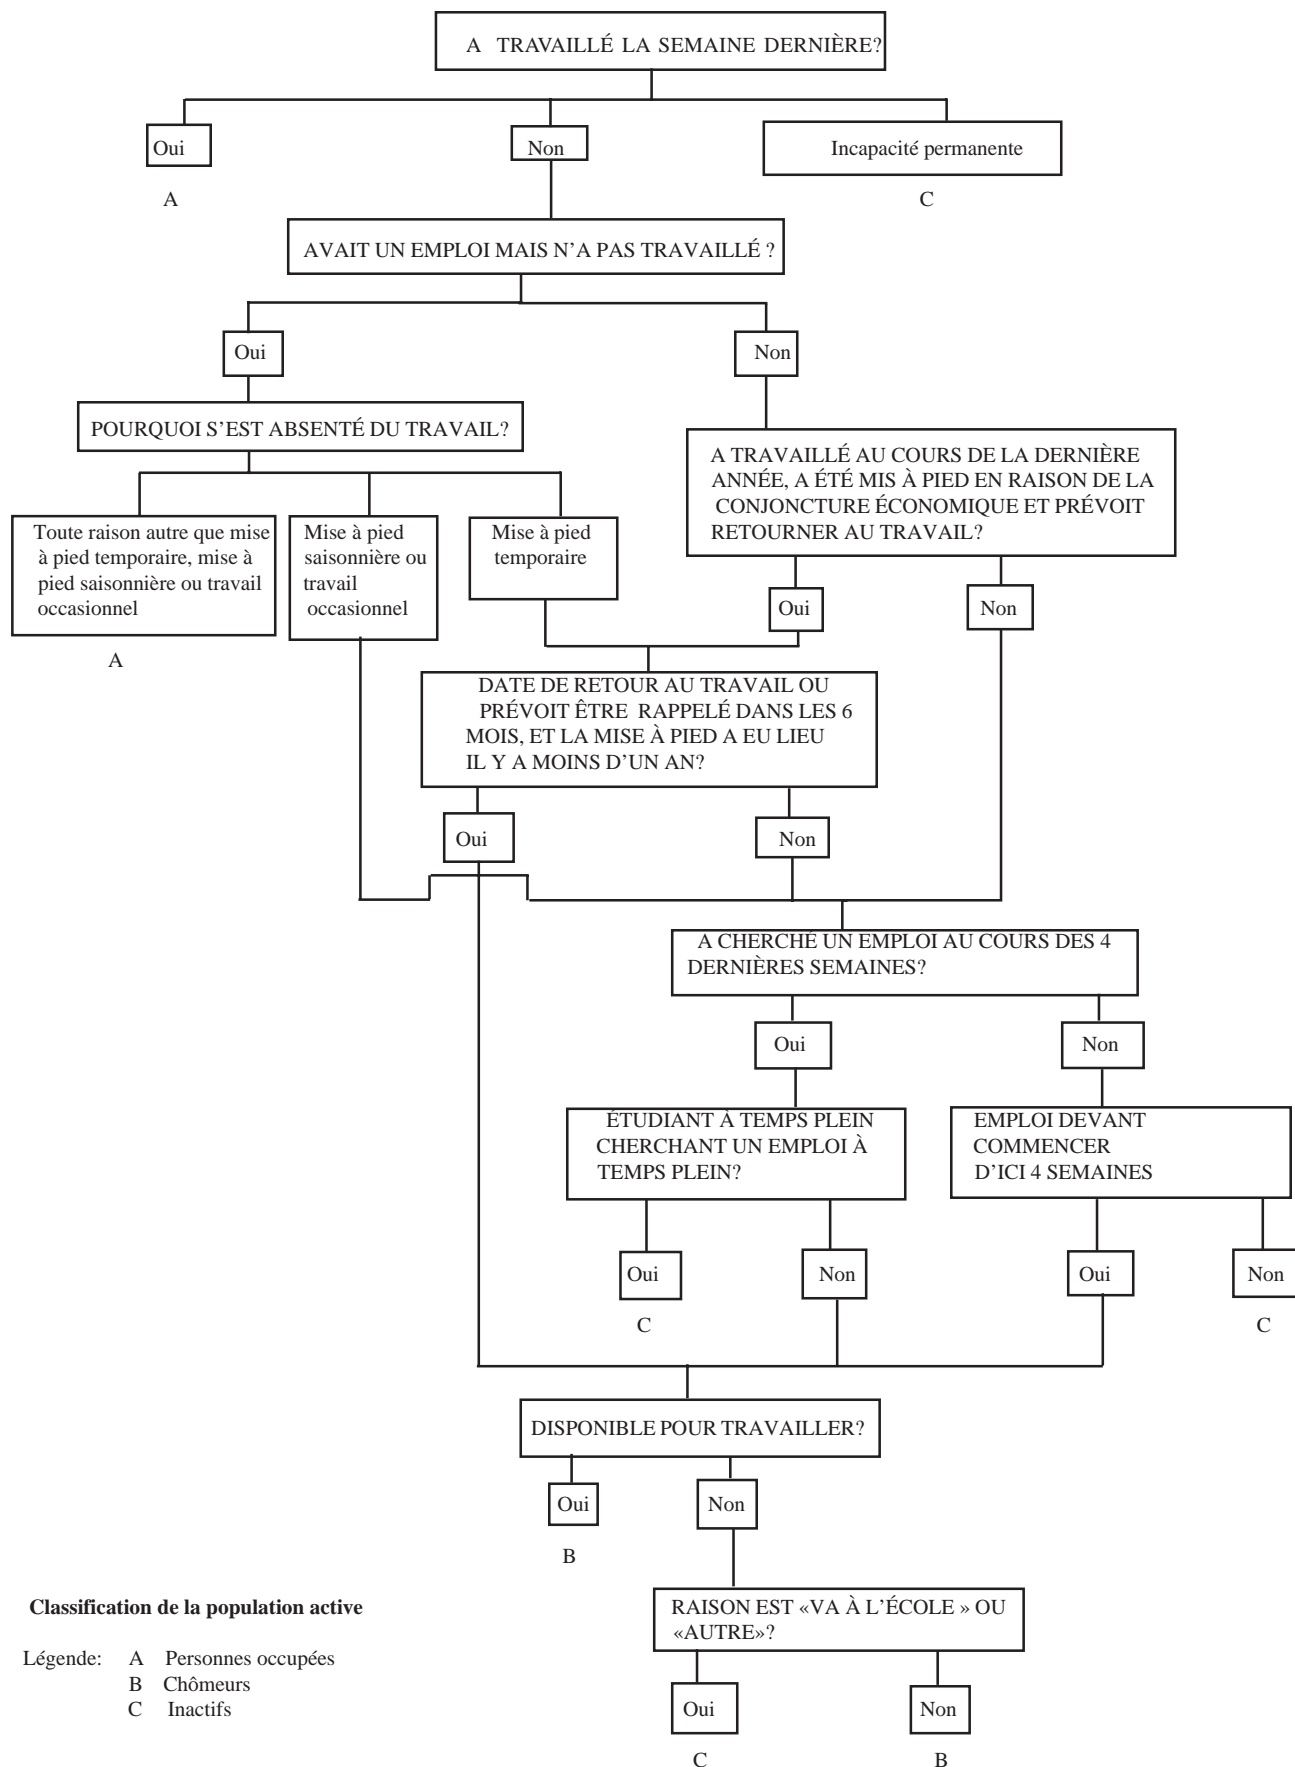 A TRAVAILLÉ LA SEMAINE DERNIÈRE?
Oui
Non
Incapacité permanente
A
C
AVAIT UN EMPLOI MAIS N'A PAS TRAVAILLÉ ?
Oui
Non
POURQUOI S'EST ABSENTÉ DU TRAVAIL?
A TRAVAILLÉ AU COURS DE LA DERNIÈRE
ANNÉE, A ÉTÉ MIS À PIED EN RAISON DE LA
CONJONCTURE ÉCONOMIQUE ET PRÉVOIT
RETOURNER AU TRAVAIL?
Toute raison autre que mise
à pied temporaire, mise à
pied saisonnière ou travail
occasionnel
Mise à pied
saisonnière ou
travail
occasionnel
Mise à pied
temporaire
Oui
Non
A
DATE DE RETOUR AU TRAVAIL OU
PRÉVOIT ÊTRE RAPPELÉ DANS LES 6
MOIS, ET LA MISE À PIED A EU LIEU
IL Y A MOINS D'UN AN?
Oui
Non
A CHERCHÉ UN EMPLOI AU COURS DES 4
DERNIÈRES SEMAINES?
Oui
Non
ÉTUDIANT À TEMPS PLEIN
CHERCHANT UN EMPLOI À
TEMPS PLEIN?
EMPLOI DEVANT
COMMENCER
D'ICI 4 SEMAINES
Oui
Non
Oui
Non
C
C
DISPONIBLE POUR TRAVAILLER?
Oui
Non
B
RAISON EST «VA À L'ÉCOLE » OU
«AUTRE»?
Oui
Non
C
B
Classification de la population active
Légende: A Personnes occupées
B Chômeurs
C Inactifs